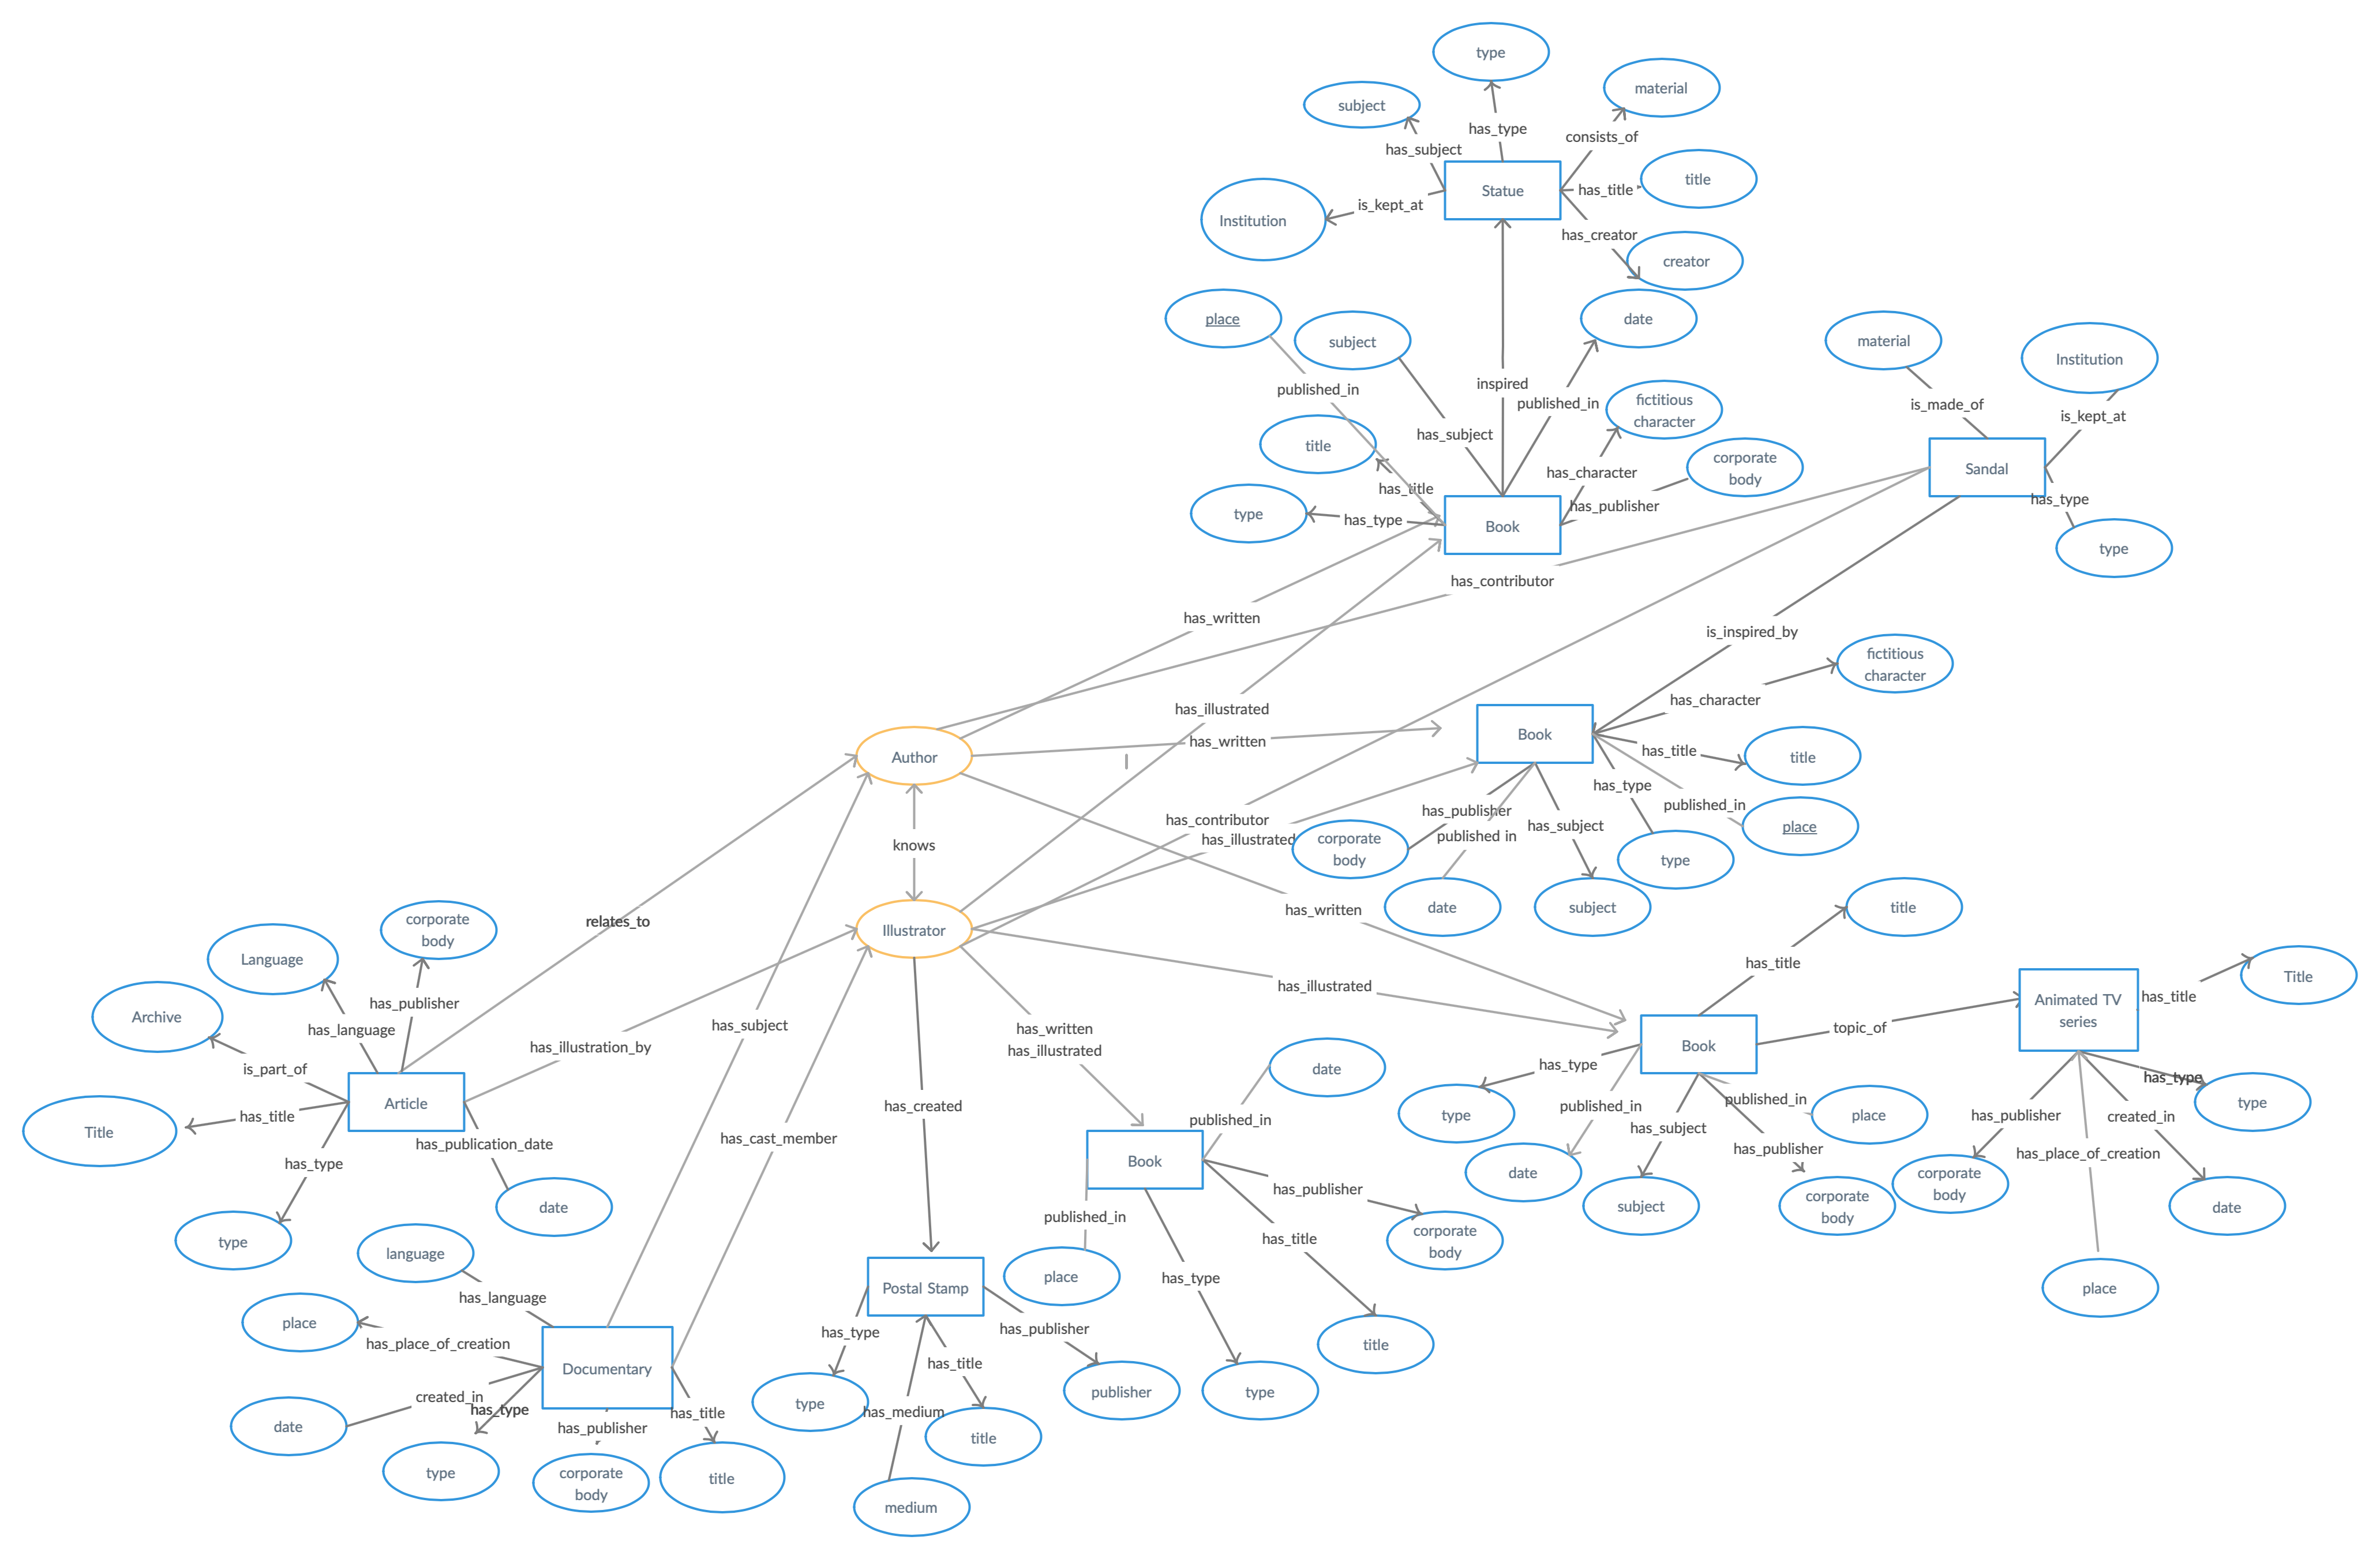 type
subject
material
has_type
consists_of
has_subject
Statue
title
has_title
is_kept_at
Institution
has_creator
creator
place
subject
date
material
Institution
inspired
published_in
published_in
fictitious
character
is_made_of
is_kept_at
has_subject
title
has_character
corporate
body
Sandal
has_title
has_publisher
has_type
type
has_type
Book
type
has_contributor
has_written
is_inspired_by
fictitious
character
has_character
has_illustrated
Book
has_written
Author
has_title
title
has_type
published_in
has_publisher
has_contributor
has_subject
place
published in
has_illustrated
corporate
body
knows
type
date
subject
has_written
title
relates_to
corporate
body
Illustrator
Language
has_title
Title
has_illustrated
has_title
Animated TV
series
has_publisher
Archive
has_language
has_subject
has_written
has_illustrated
topic_of
Book
has_illustration_by
is_part_of
date
has_type
has_type
published_in
Article
has_created
published_in
type
place
type
has_title
Title
has_publisher
created_in
published_in
has_subject
has_publication_date
has_cast_member
has_publisher
has_place_of_creation
Book
has_type
date
corporate
body
has_publisher
subject
corporate
body
date
date
published_in
corporate
body
has_title
type
language
place
has_type
Postal Stamp
place
has_language
place
has_type
has_publisher
title
has_place_of_creation
has_title
Documentary
publisher
type
created_in
has_type
type
has_medium
title
has_title
date
has_publisher
type
corporate
body
title
medium